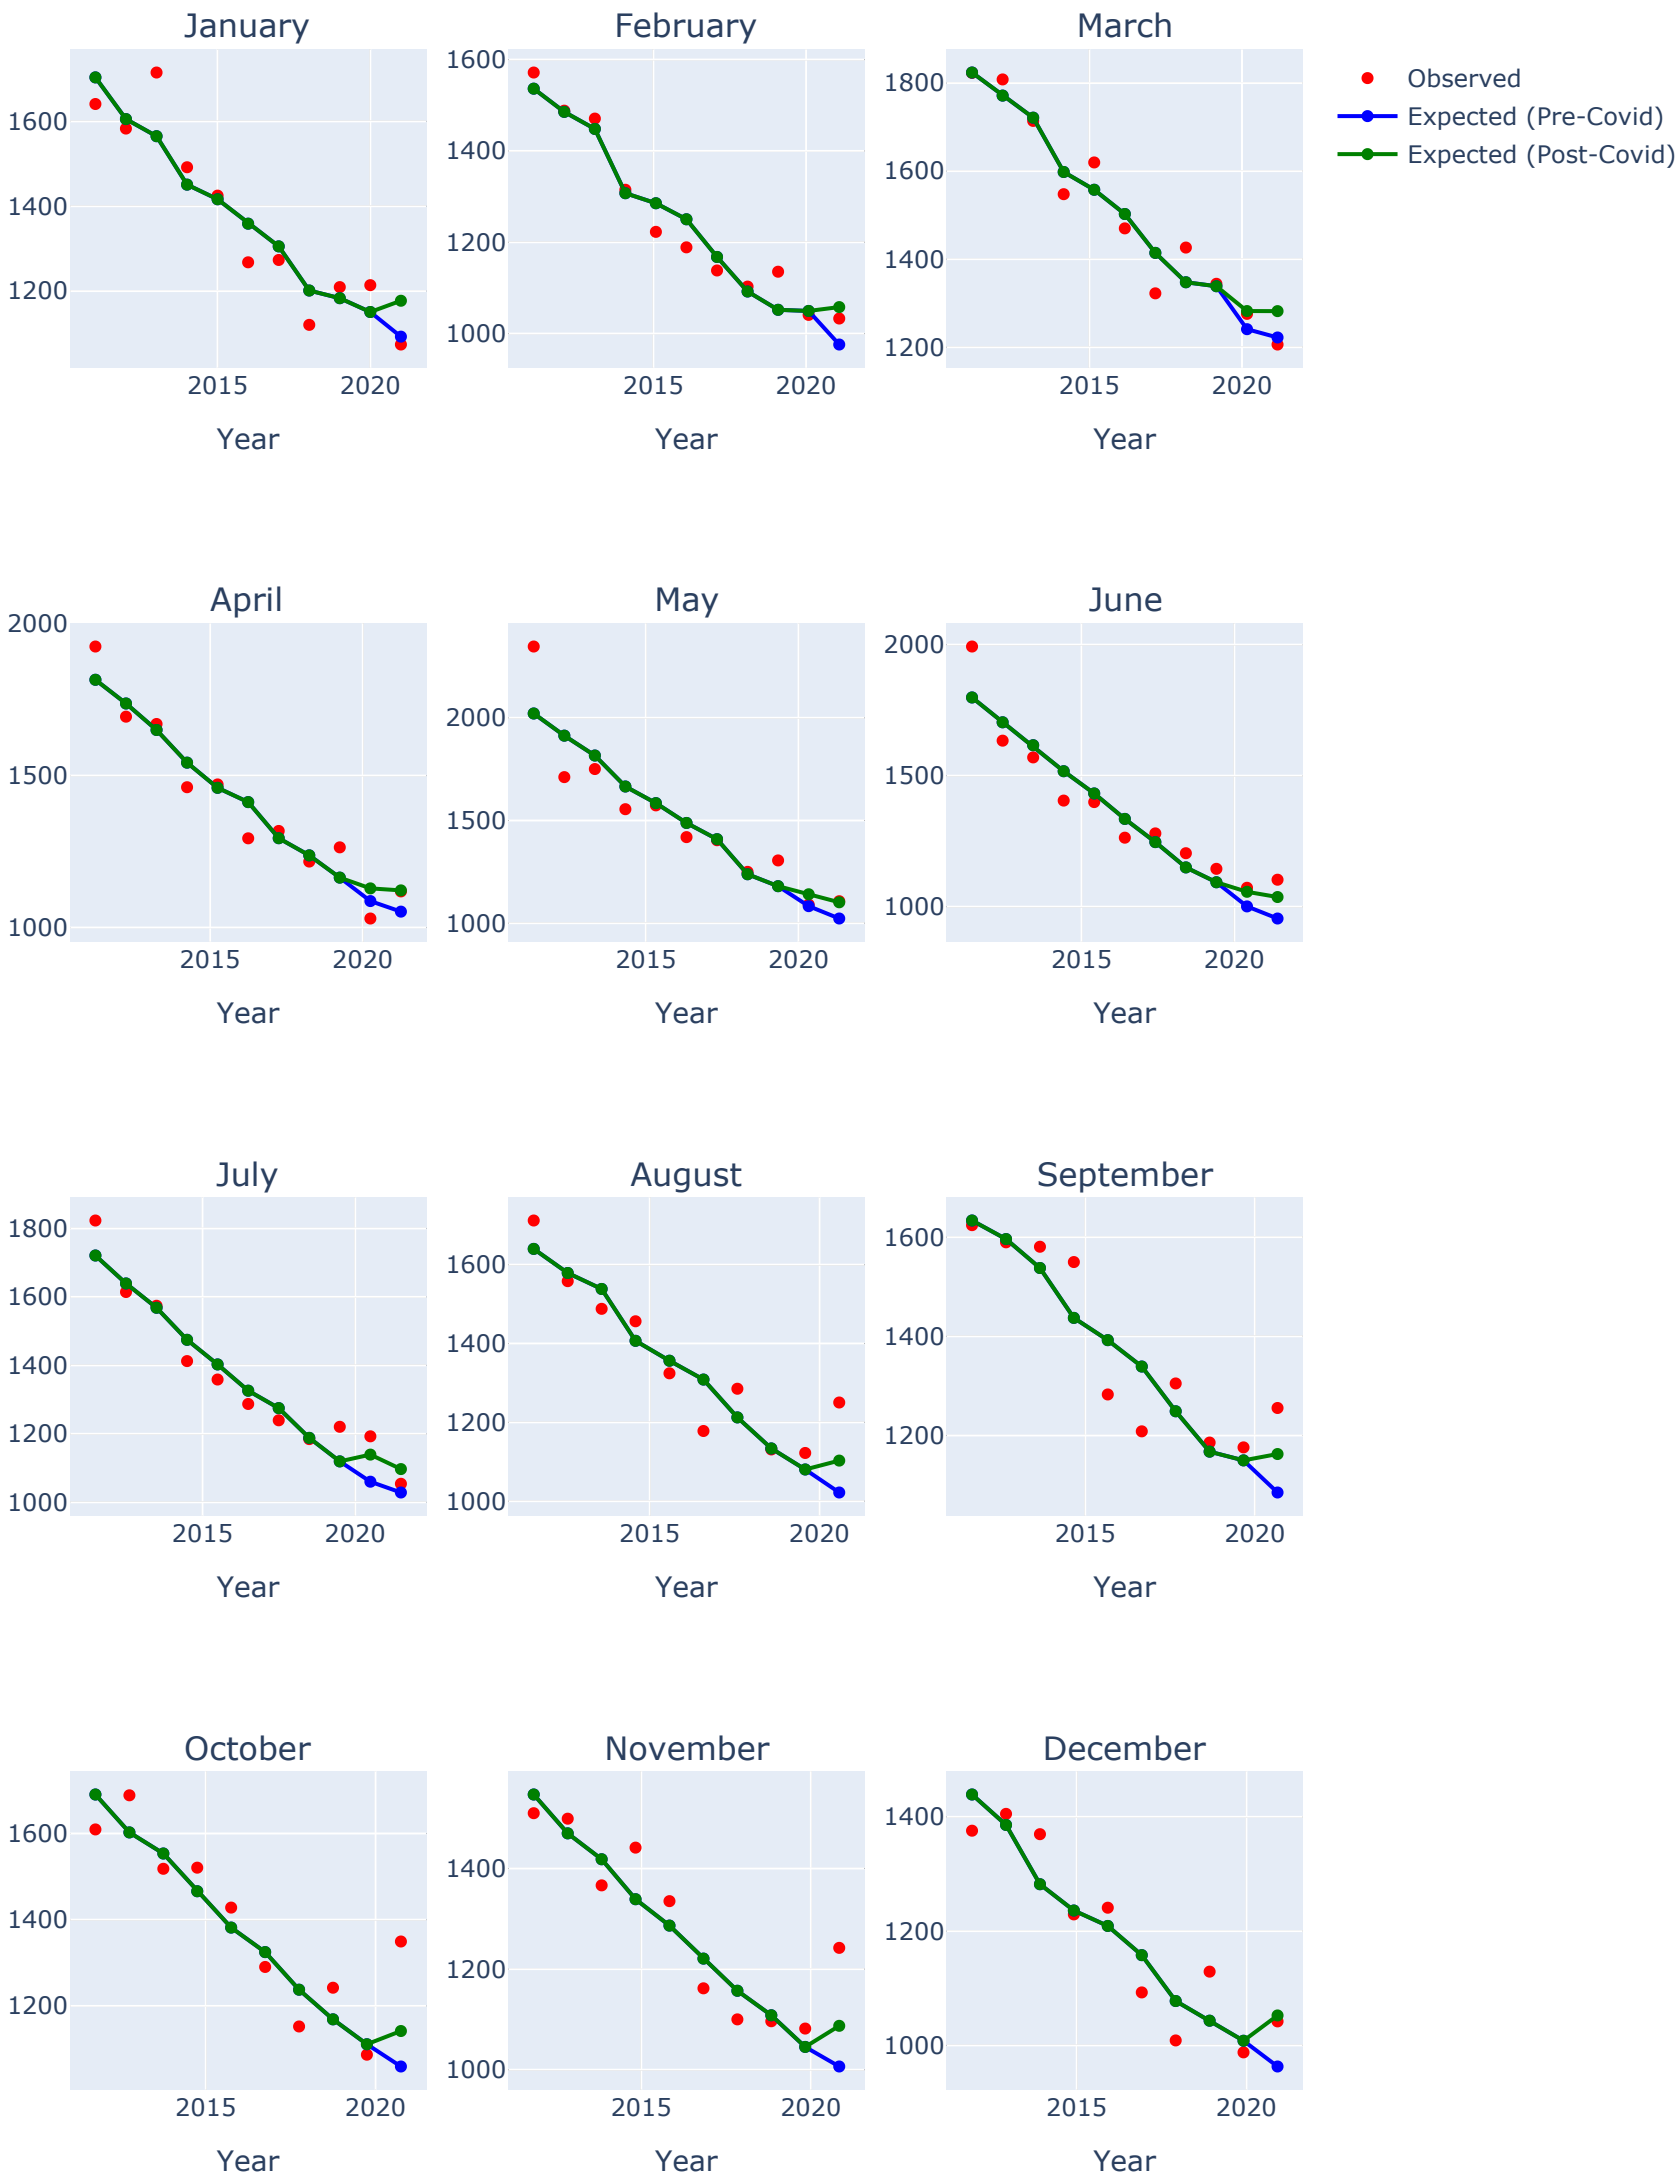 January
February
March
Observed
Expected (Pre-Covid)
Expected (Post-Covid)
1600
1400
1200
2015
2020
Year
1600
1400
1200
1000
2015
2020
Year
1800
1600
1400
1200
2015
2020
Year
April
May
June
2000
1500
1000
2015
2020
Year
2000
1500
1000
2015
2020
Year
2000
1500
1000
2015
2020
Year
July
August
September
1800
1600
1400
1200
1000
2015
2020
Year
1600
1400
1200
1000
2015
2020
Year
1600
1400
1200
2015
2020
Year
October
November
December
1600
1400
1200
2015
2020
Year
1400
1200
1000
2015
2020
Year
1400
1200
1000
2015
2020
Year